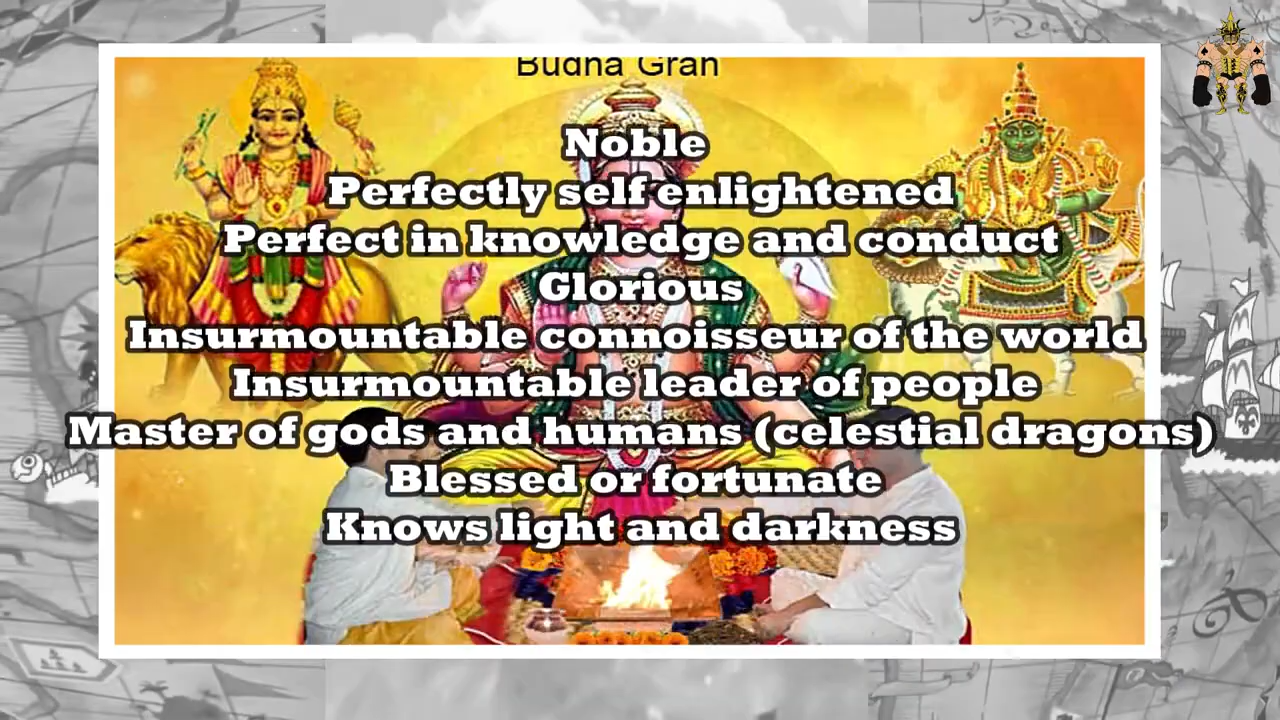 Budha Grah
Noble
Perfectly self enlightened
Perfect in knowledge and conduct
Glorious
Insurmountable connoisseur of the world
Insurmountable leader of people
Master of gods and humans (celestial dragons)
Blessed or fortunate
Knows light and darkness